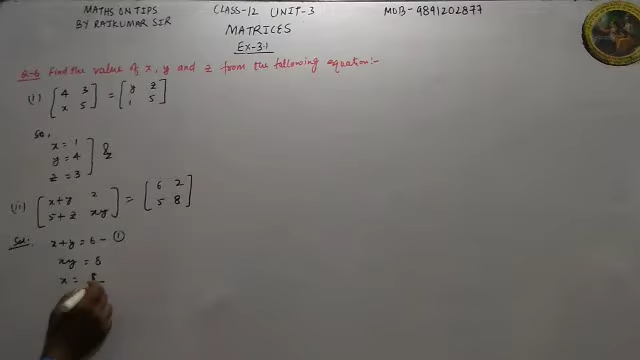 MATHS ON TIPS
BY RAJKUMAR SIR
CLASS-12 UNIT-3
MOB-9891202877
MATRICES
EX-3.1
Q-6 Find the value of x, y and z from the following equation:-
(i) [4 3 x 5] = [y z 1 5]
So,
x = 1
y = 4
z = 3
(ii) [x+y 2 5+z xy] = [6 2 5 8]
Sol:
x+y = 6 - ①
xy = 8
x = 8